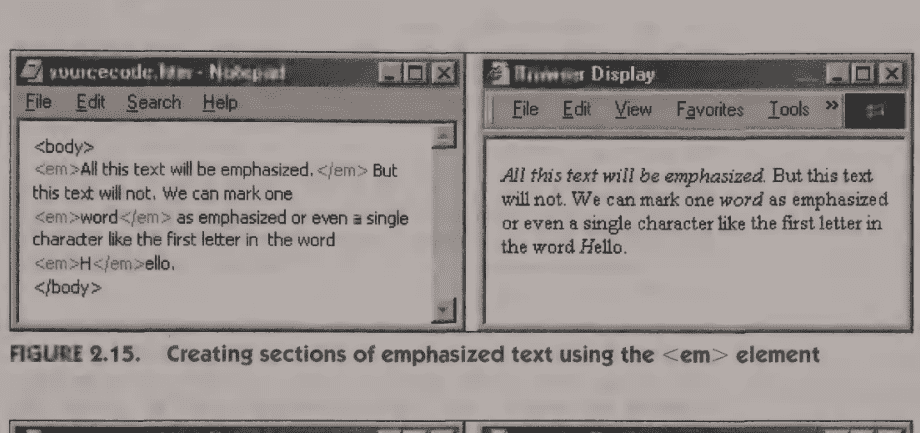 sourcecode.htm - Notepad
File Edit Search Help
<body>
<em>All this text will be emphasized.</em> But
this text will not. We can mark one
<em>word</em> as emphasized or even a single
character like the first letter in the word
<em>H</em>ello.
</body>
Browser Display
File Edit View Favorites Tools »
All this text will be emphasized. But this text
will not. We can mark one word as emphasized
or even a single character like the first letter in
the word Hello.
FIGURE 2.15. Creating sections of emphasized text using the <em> element